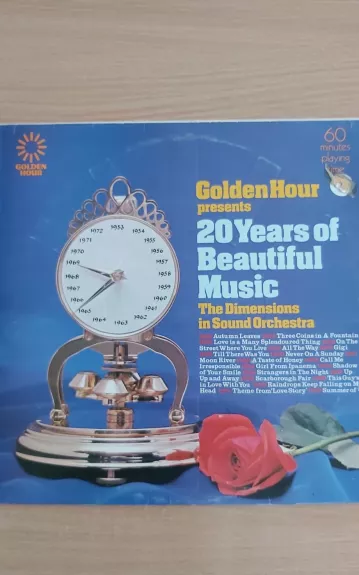 GOLDEN
HOUR
60
minutes
playing
Golden Hour
presents
20 Years of
Beautiful
Music
The Dimensions
in Sound Orchestra
Autumn Leaves Three Coins in A Fountain
Love is a Many Splendoured Thing On The
Street Where You Live All The Way Gigi
Till There Was You Never On A Sunday
Moon River A Taste of Honey Call Me
Irresponsible Girl From Ipanema Shadow
of Your Smile Strangers in The Night Up
Up and Away Scarborough Fair This Guy's
in Love With You Raindrops Keep Falling on M
Head Theme from 'Love Story' Summer of
1953
1954
1955
1956
1957
1958
1959
1960
1961
1962
1963
1964
1965
1966
1967
1968
1969
1970
1971
1972